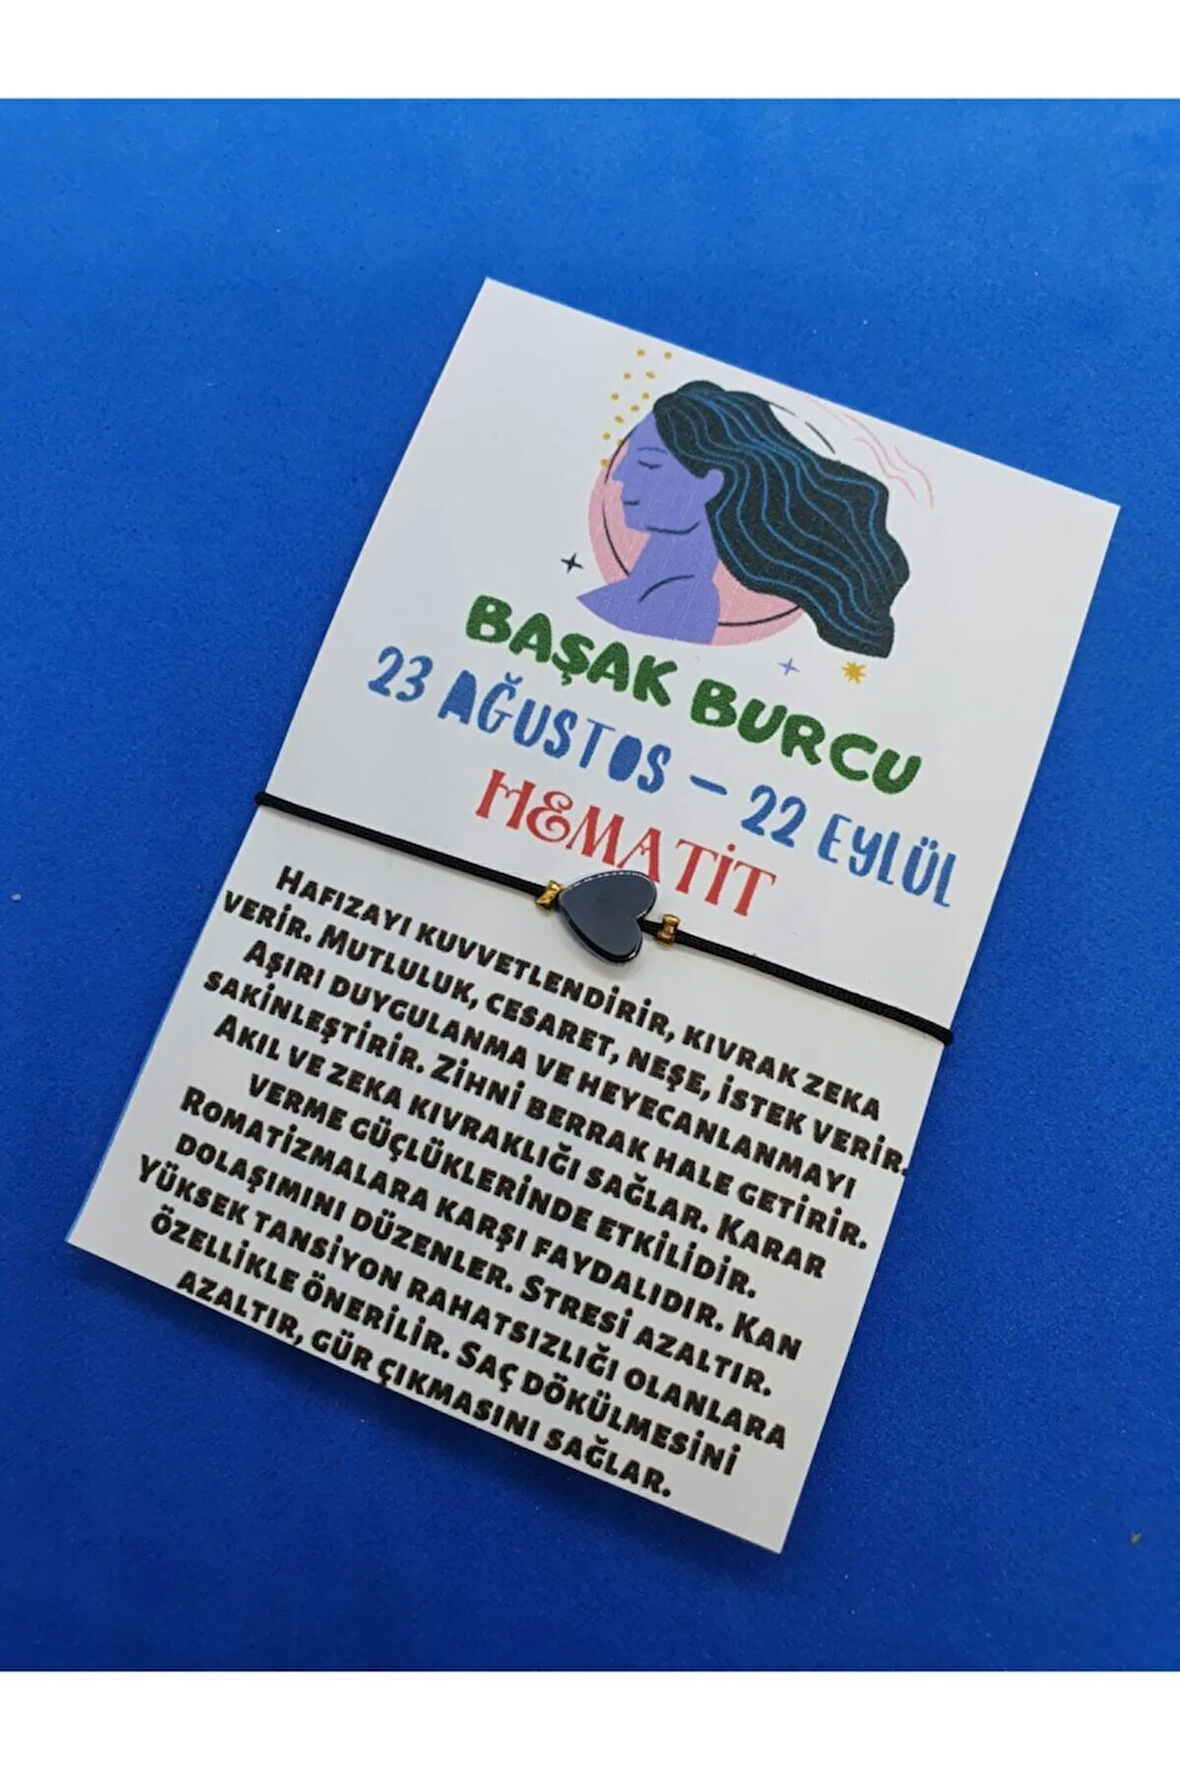 BAŞAK BURCU
23 AĞUSTOS – 22 EYLÜL
HEMATİT
HAFIZAYI KUVVETLENDİRİR, KIVRAK ZEKA
VERİR. MUTLULUK, CESARET, NEŞE, İSTEK VERİR.
AŞIRI DUYGULANMA VE HEYECANLANMAYI
SAKİNLEŞTİRİR. ZİHNİ BERRAK HALE GETİRİR.
AKIL VE ZEKA KIVRAKLIĞI SAĞLAR. KARAR
VERME GÜÇLÜKLERİNDE ETKİLİDİR.
ROMATİZMALARA KARŞI FAYDALIDIR. KAN
DOLAŞIMINI DÜZENLER. STRESİ AZALTIR.
YÜKSEK TANSİYON RAHATSIZLIĞI OLANLARA
ÖZELLİKLE ÖNERİLİR. SAÇ DÖKÜLMESİNİ
AZALTIR, GÜR ÇIKMASINI SAĞLAR.